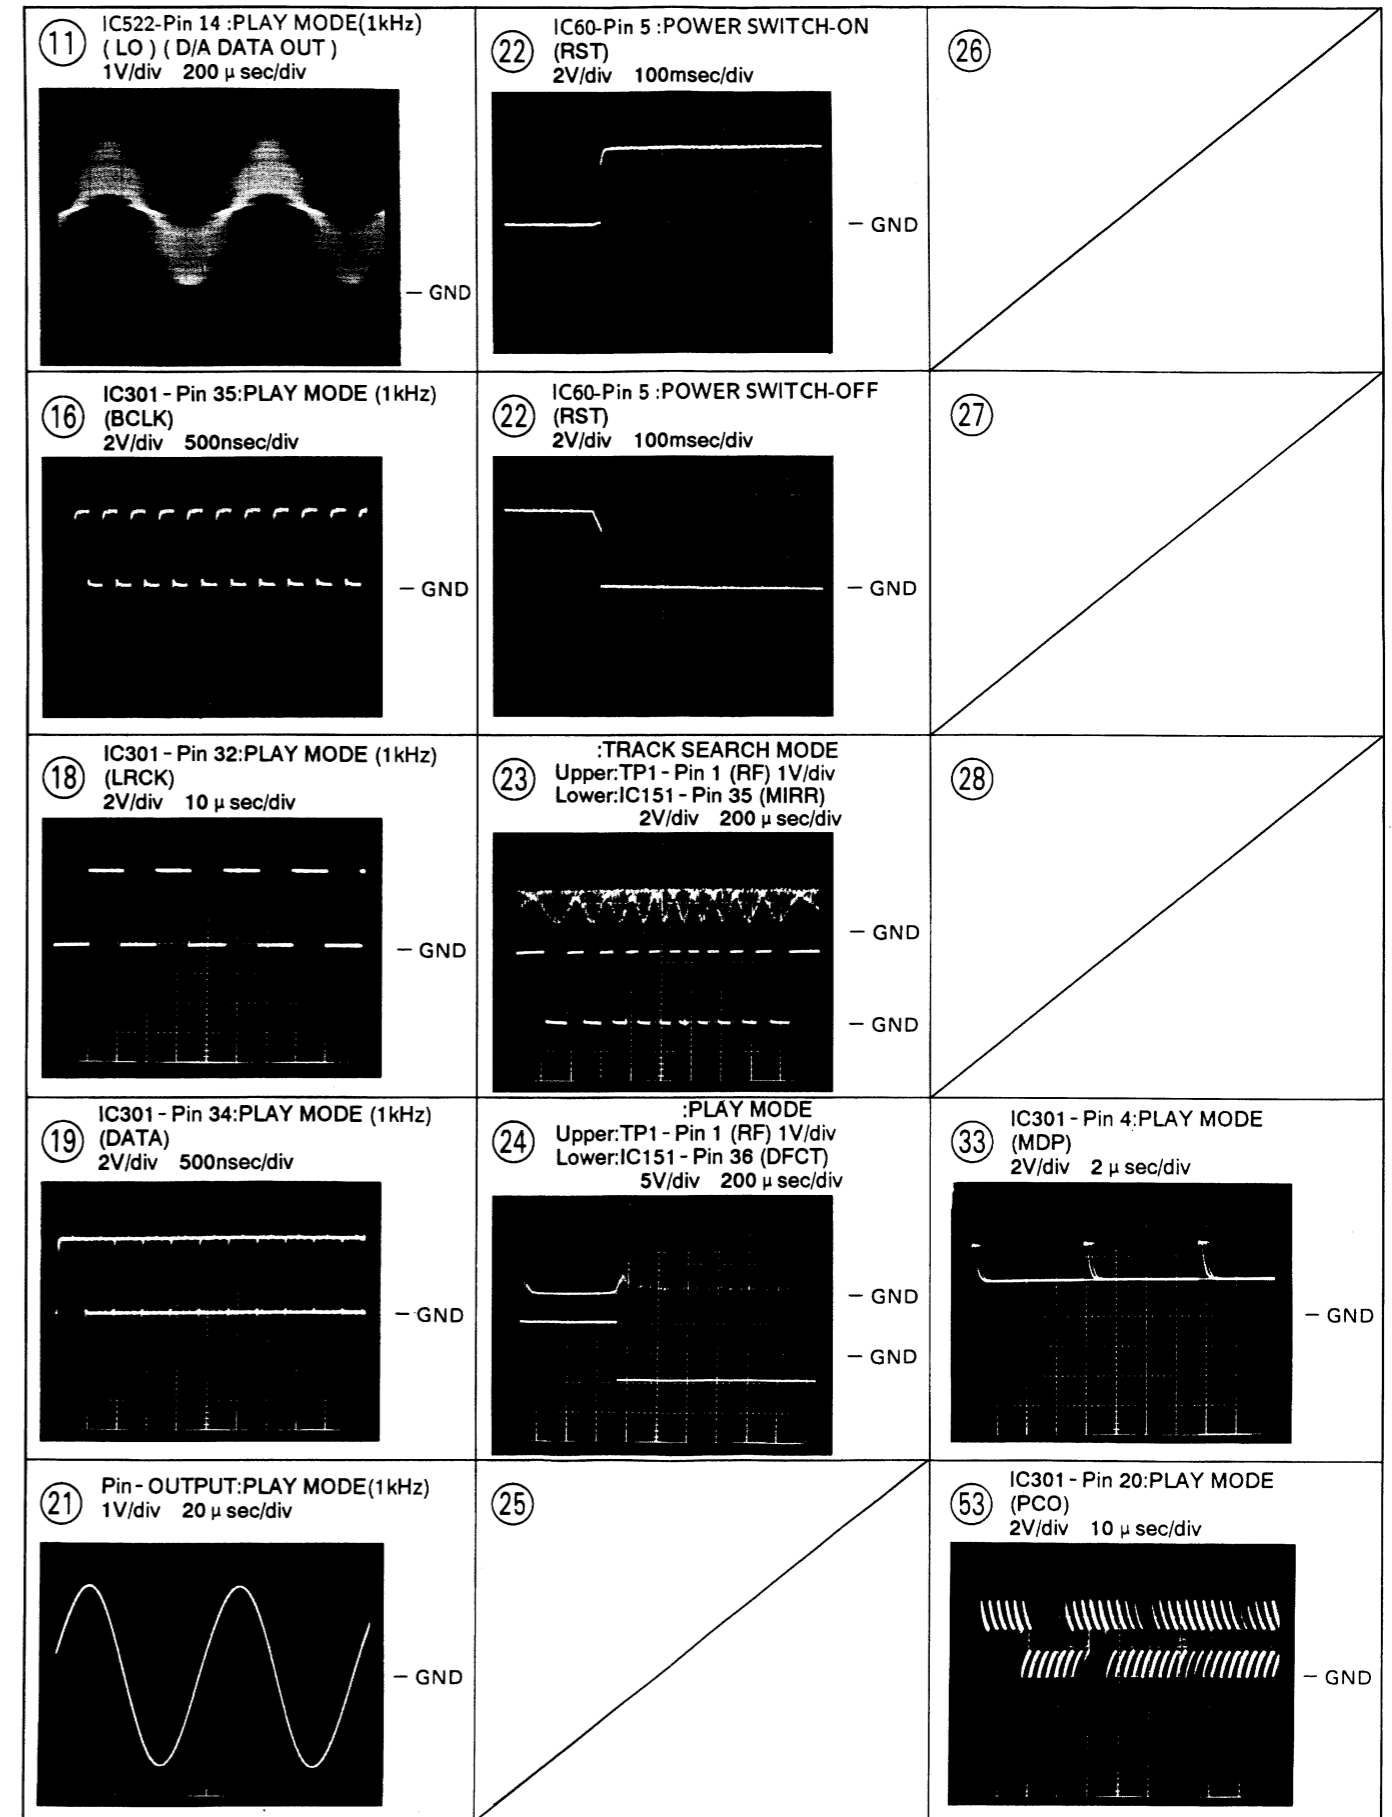 11
IC522-Pin 14 :PLAY MODE(1kHz)
( LO ) ( D/A DATA OUT )
1V/div 200 μ sec/div
– GND
22
IC60-Pin 5 :POWER SWITCH-ON
(RST)
2V/div 100msec/div
– GND
26
16
IC301 - Pin 35:PLAY MODE (1kHz)
(BCLK)
2V/div 500nsec/div
– GND
22
IC60-Pin 5 :POWER SWITCH-OFF
(RST)
2V/div 100msec/div
– GND
27
18
IC301 - Pin 32:PLAY MODE (1kHz)
(LRCK)
2V/div 10 μ sec/div
– GND
23
:TRACK SEARCH MODE
Upper:TP1 - Pin 1 (RF) 1V/div
Lower:IC151 - Pin 35 (MIRR)
2V/div 200 μ sec/div
– GND
– GND
28
19
IC301 - Pin 34:PLAY MODE (1kHz)
(DATA)
2V/div 500nsec/div
– GND
24
:PLAY MODE
Upper:TP1 - Pin 1 (RF) 1V/div
Lower:IC151 - Pin 36 (DFCT)
5V/div 200 μ sec/div
– GND
– GND
33
IC301 - Pin 4:PLAY MODE
(MDP)
2V/div 2 μ sec/div
– GND
21
Pin - OUTPUT:PLAY MODE(1kHz)
1V/div 20 μ sec/div
– GND
25
53
IC301 - Pin 20:PLAY MODE
(PCO)
2V/div 10 μ sec/div
– GND